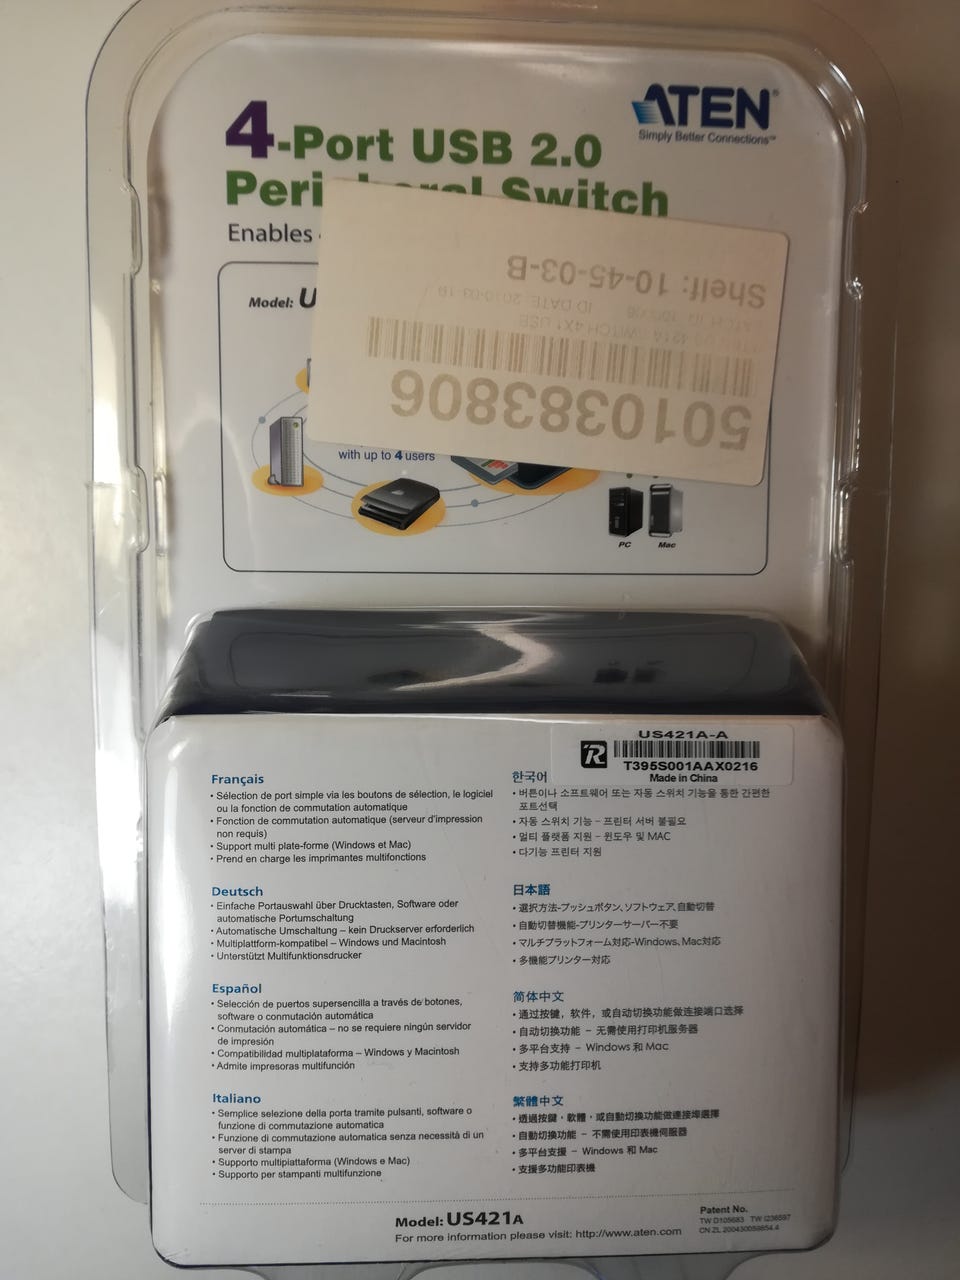 ATEN®
Simply Better Connections™
4-Port USB 2.0
Peripheral Switch
Enables
Model: U
Shelf: 10-45-03-B
ID DATE: 2010-03-19
SWITCH 4X1 USB
5010383806
with up to 4 users
PC
Mac
US421A-A
R
T395S001AAX0216
Made in China
Français
• Sélection de port simple via les boutons de sélection, le logiciel
ou la fonction de commutation automatique
• Fonction de commutation automatique (serveur d'impression
non requis)
• Support multi plate-forme (Windows et Mac)
• Prend en charge les imprimantes multifonctions
Deutsch
• Einfache Portauswahl über Drucktasten, Software oder
automatische Portumschaltung
• Automatische Umschaltung – kein Druckserver erforderlich
• Multiplattform-kompatibel – Windows und Macintosh
• Unterstützt Multifunktionsdrucker
Español
• Selección de puertos supersencilla a través de botones,
software o conmutación automática
• Conmutación automática – no se requiere ningún servidor
de impresión
• Compatibilidad multiplataforma – Windows y Macintosh
• Admite impresoras multifunción
Italiano
• Semplice selezione della porta tramite pulsanti, software o
funzione di commutazione automatica
• Funzione di commutazione automatica senza necessità di un
server di stampa
• Supporto multipiattaforma (Windows e Mac)
• Supporto per stampanti multifunzione
한국어
• 버튼이나 소프트웨어 또는 자동 스위치 기능을 통한 간편한
포트선택
• 자동 스위치 기능 – 프린터 서버 불필요
• 멀티 플랫폼 지원 – 윈도우 및 MAC
• 다기능 프린터 지원
日本語
• 選択方法-プッシュボタン、ソフトウェア、自動切替
• 自動切替機能-プリンターサーバー不要
• マルチプラットフォーム対応-Windows、Mac対応
• 多機能プリンター対応
简体中文
• 通过按键，软件，或自动切换功能做连接端口选择
• 自动切换功能 – 无需使用打印机服务器
• 多平台支持 – Windows 和 Mac
• 支持多功能打印机
繁體中文
• 透過按鍵，軟體，或自動切換功能做連接埠選擇
• 自動切換功能 – 不需使用印表機伺服器
• 多平台支援 – Windows 和 Mac
• 支援多功能印表機
Model: US421A
For more information please visit: http://www.aten.com
Patent No.
TW D105683 TW I236597
CN ZL 200430059854.4